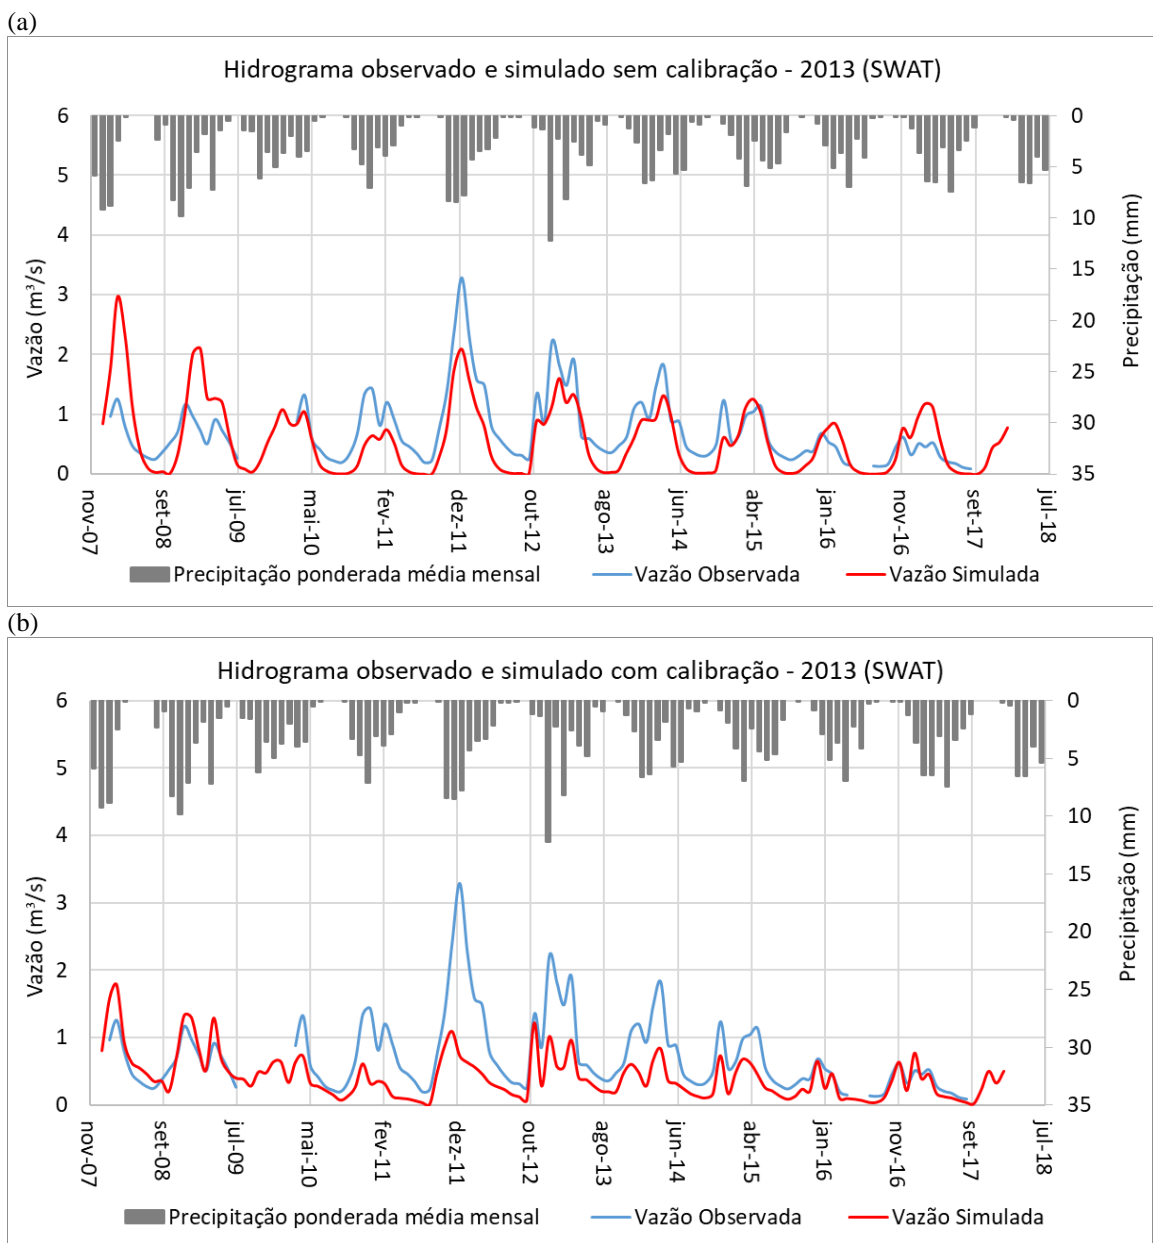 (a)
Hidrograma observado e simulado sem calibração - 2013 (SWAT)
Vazão (m³/s)
6
5
4
3
2
1
0
0
5
10
15
20
25
30
35
Precipitação (mm)
nov-07
set-08
jul-09
mai-10
fev-11
dez-11
out-12
ago-13
jun-14
abr-15
jan-16
nov-16
set-17
jul-18
Precipitação ponderada média mensal Vazão Observada Vazão Simulada
(b)
Hidrograma observado e simulado com calibração - 2013 (SWAT)
Vazão (m³/s)
6
5
4
3
2
1
0
0
5
10
15
20
25
30
35
Precipitação (mm)
nov-07
set-08
jul-09
mai-10
fev-11
dez-11
out-12
ago-13
jun-14
abr-15
jan-16
nov-16
set-17
jul-18
Precipitação ponderada média mensal Vazão Observada Vazão Simulada